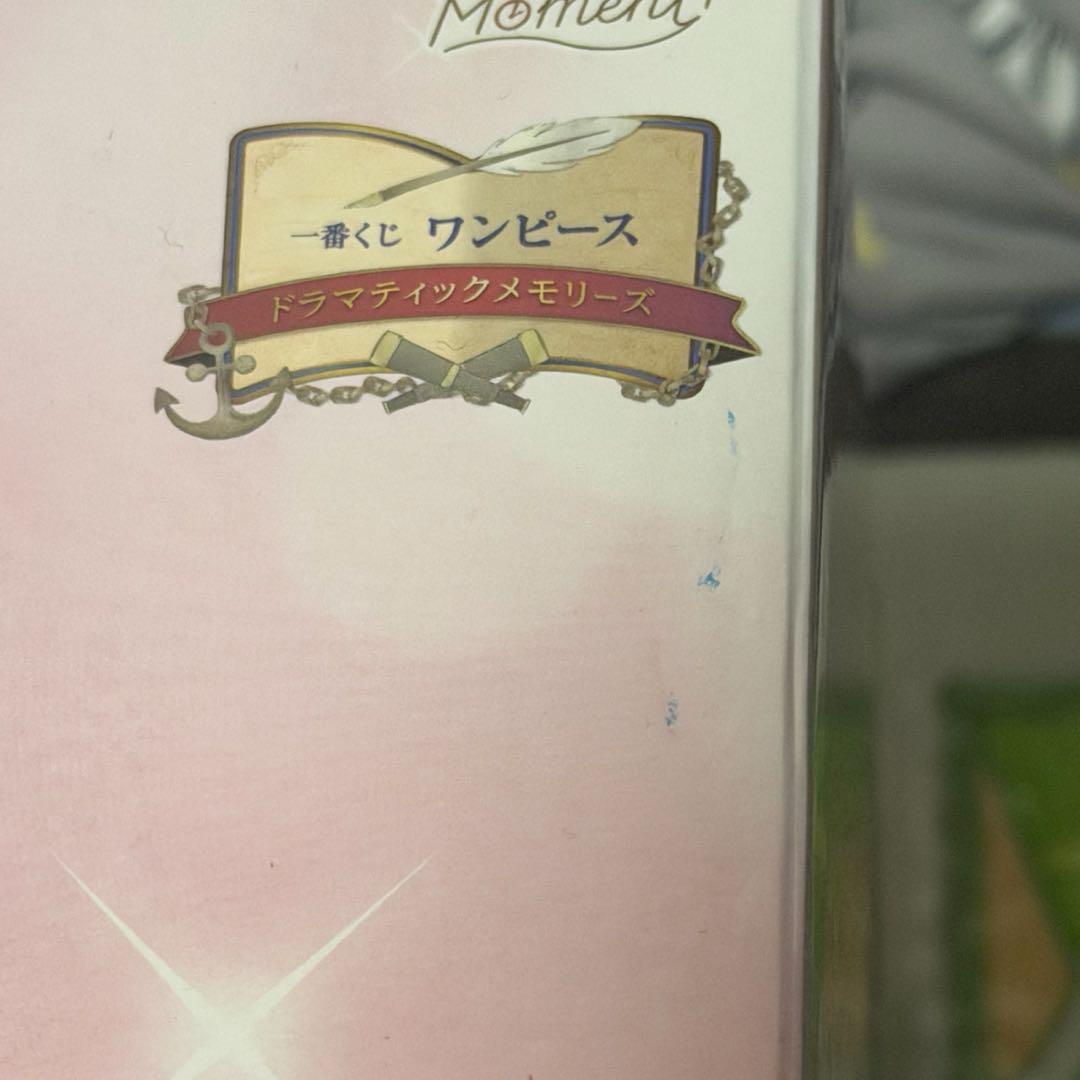 Moment
一番くじ ワンピース
ドラマティックメモリーズ